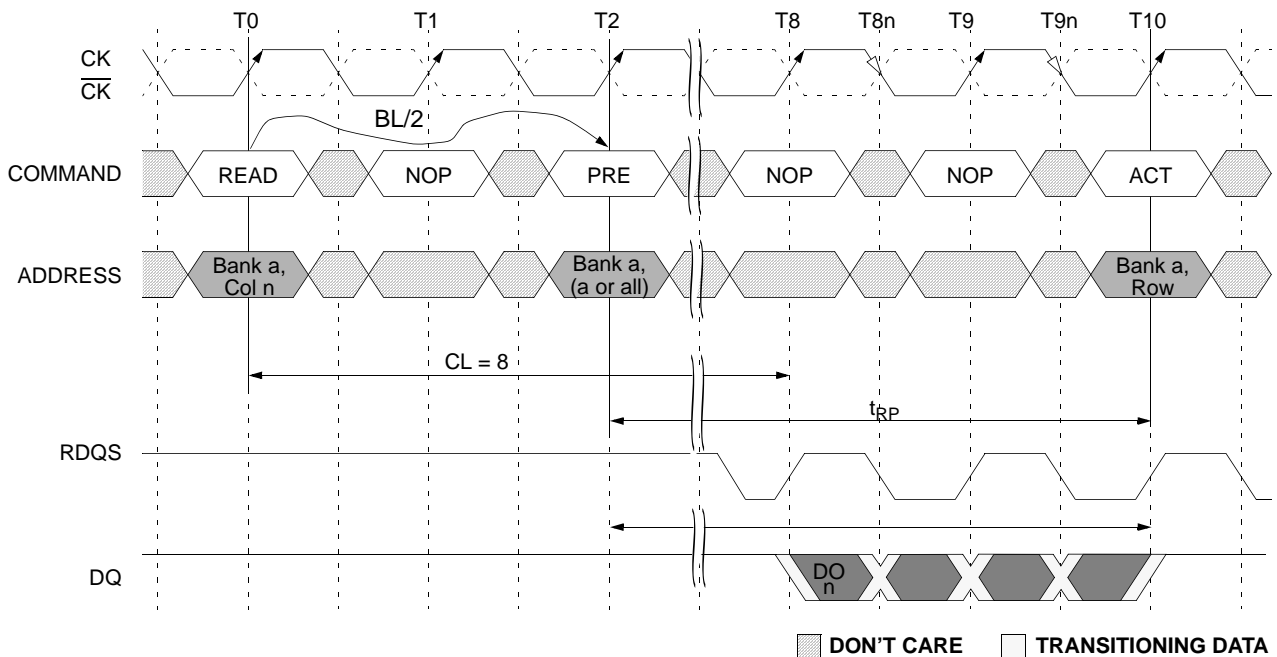 T0 T1 T2 T8 T8n T9 T9n T10
CK
CK
BL/2
COMMAND READ NOP PRE NOP NOP ACT
ADDRESS Bank a, Col n Bank a, (a or all) Bank a, Row
CL = 8
tRP
RDQS
DQ DO n
DON'T CARE TRANSITIONING DATA